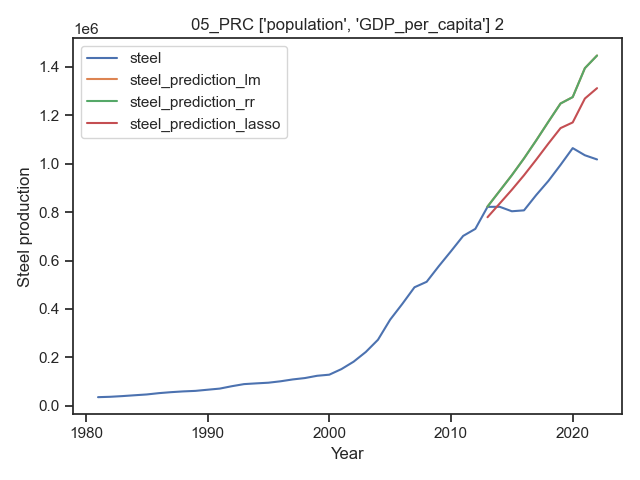 05_PRC ['population', 'GDP_per_capita'] 2
1e6
steel
steel_prediction_lm
steel_prediction_rr
steel_prediction_lasso
1.4
1.2
1.0
0.8
0.6
0.4
0.2
0.0
Steel production
1980
1990
2000
2010
2020
Year